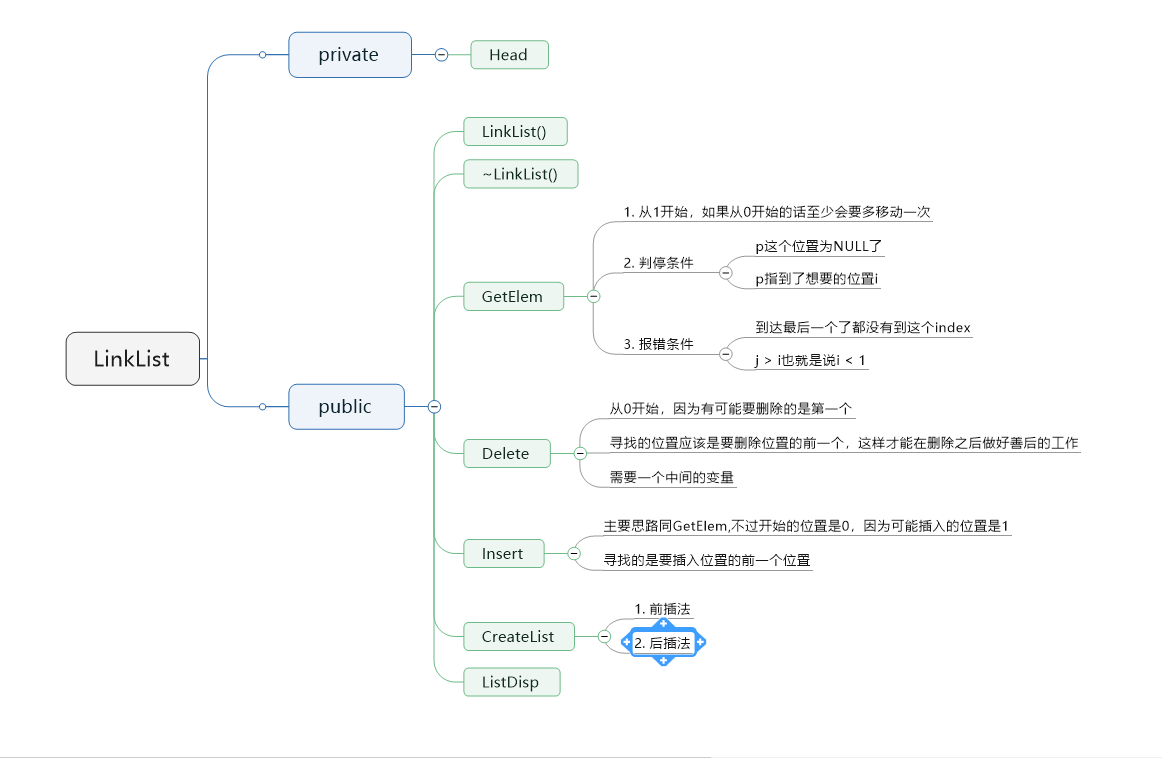 private
Head
LinkList()
~LinkList()
1. 从1开始，如果从0开始的话至少会要多移动一次
p这个位置为NULL了
2. 判停条件
p指到了想要的位置i
GetElem
到达最后一个了都没有到这个index
3. 报错条件
j > i也就是说i < 1
LinkList
public
从0开始，因为有可能要删除的是第一个
寻找的位置应该是要删除位置的前一个，这样才能在删除之后做好善后的工作
Delete
需要一个中间的变量
主要思路同GetElem,不过开始的位置是0，因为可能插入的位置是1
Insert
寻找的是要插入位置的前一个位置
1. 前插法
CreateList
2. 后插法
ListDisp